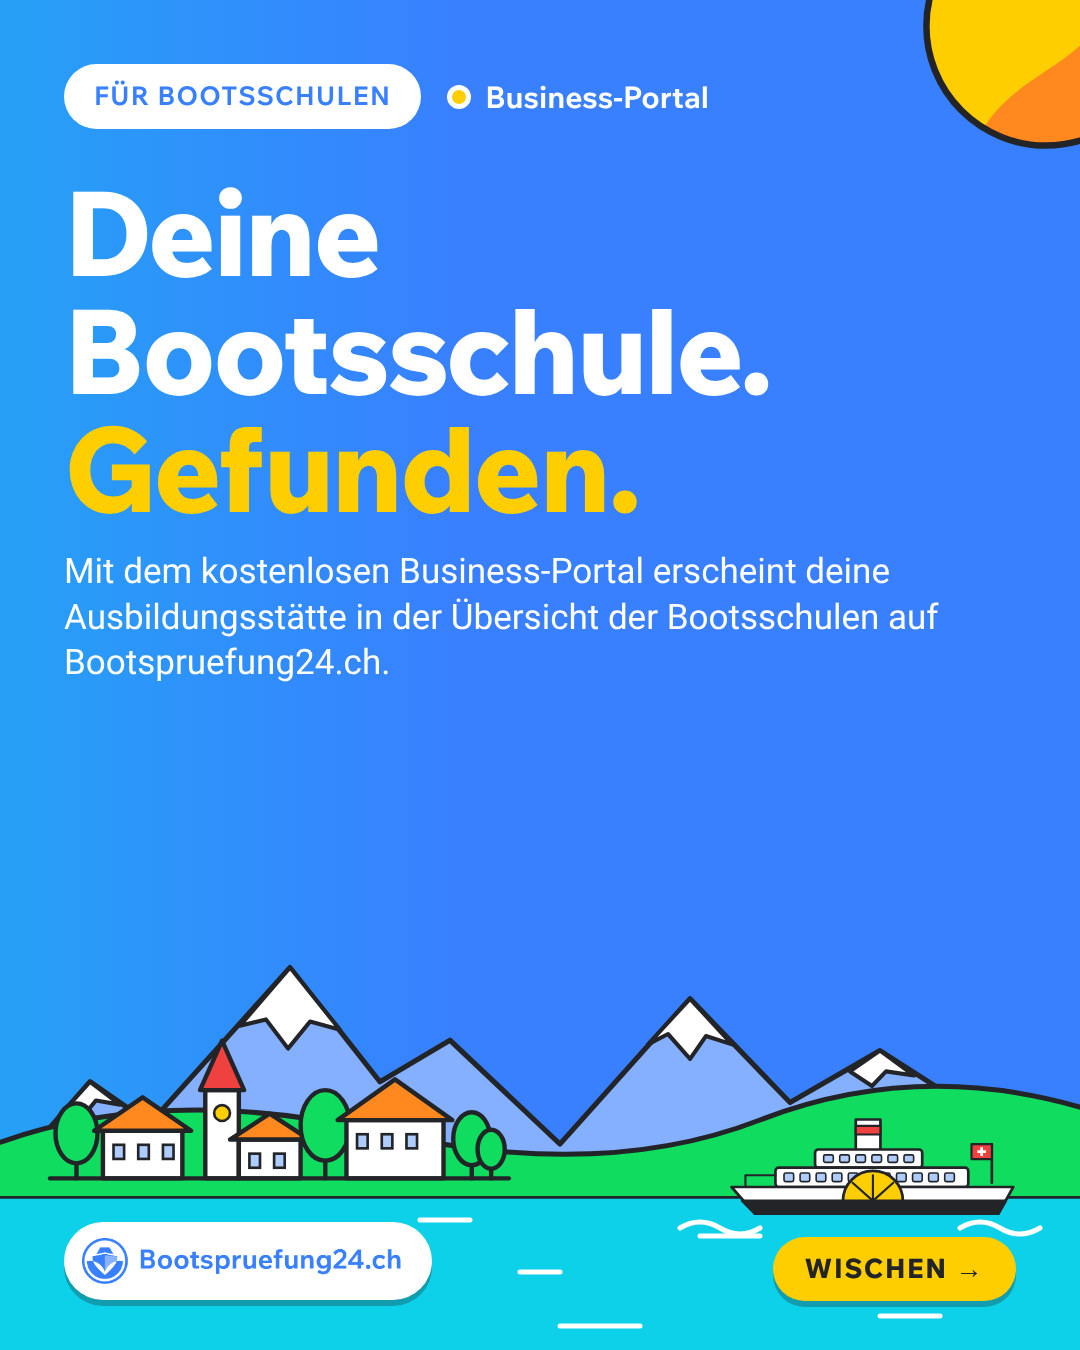 FÜR BOOTSSCHULEN
Business-Portal
Deine
Bootsschule.
Gefunden.
Mit dem kostenlosen Business-Portal erscheint deine
Ausbildungsstätte in der Übersicht der Bootsschulen auf
Bootspruefung24.ch.
Bootspruefung24.ch
WISCHEN →